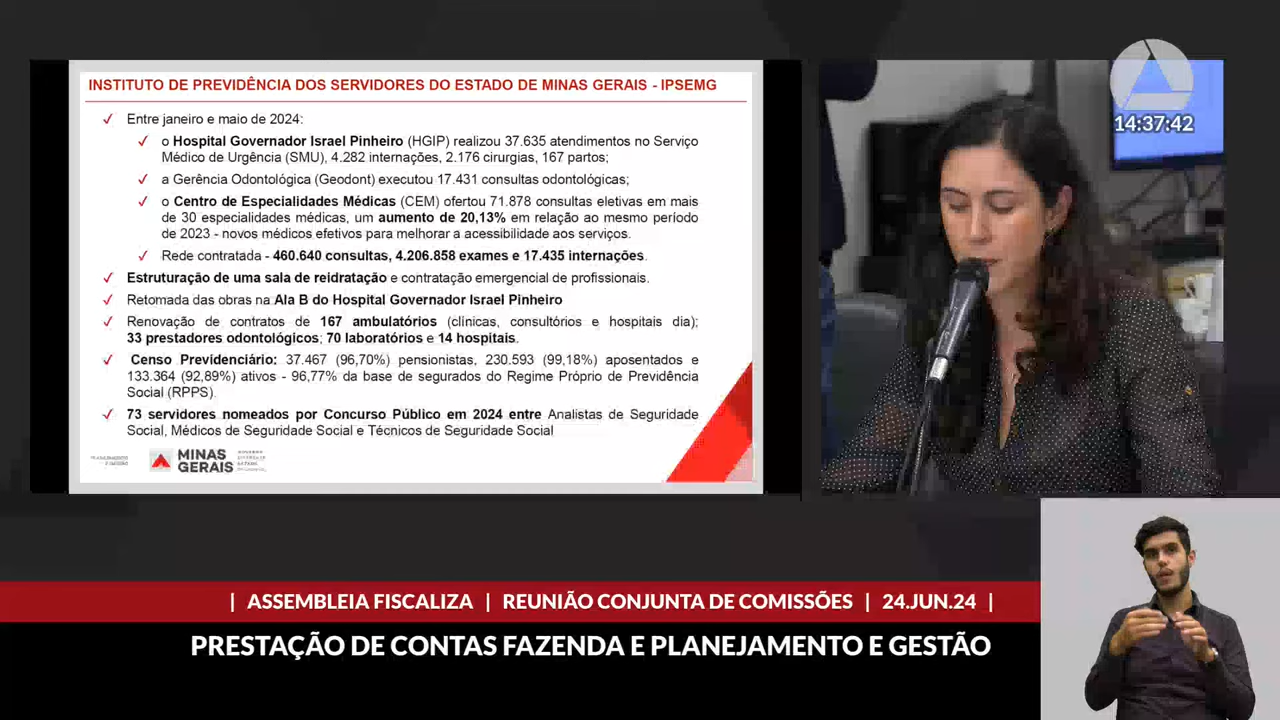 INSTITUTO DE PREVIDÊNCIA DOS SERVIDORES DO ESTADO DE MINAS GERAIS - IPSEMG
Entre janeiro e maio de 2024:
o Hospital Governador Israel Pinheiro (HGIP) realizou 37.635 atendimentos no Serviço
Médico de Urgência (SMU), 4.282 internações, 2.176 cirurgias, 167 partos;
a Gerência Odontológica (Geodont) executou 17.431 consultas odontológicas;
o Centro de Especialidades Médicas (CEM) ofertou 71.878 consultas eletivas em mais
de 30 especialidades médicas, um aumento de 20,13% em relação ao mesmo período
de 2023 - novos médicos efetivos para melhorar a acessibilidade aos serviços.
Rede contratada - 460.640 consultas, 4.206.858 exames e 17.435 internações.
Estruturação de uma sala de reidratação e contratação emergencial de profissionais.
Retomada das obras na Ala B do Hospital Governador Israel Pinheiro
Renovação de contratos de 167 ambulatórios (clínicas, consultórios e hospitais dia);
33 prestadores odontológicos; 70 laboratórios e 14 hospitais.
Censo Previdenciário: 37.467 (96,70%) pensionistas, 230.593 (99,18%) aposentados e
133.364 (92,89%) ativos - 96,77% da base de segurados do Regime Próprio de Previdência
Social (RPPS).
73 servidores nomeados por Concurso Público em 2024 entre Analistas de Seguridade
Social, Médicos de Seguridade Social e Técnicos de Seguridade Social
MINAS
GERAIS
14:37:42
| ASSEMBLEIA FISCALIZA | REUNIÃO CONJUNTA DE COMISSÕES | 24.JUN.24 |
PRESTAÇÃO DE CONTAS FAZENDA E PLANEJAMENTO E GESTÃO